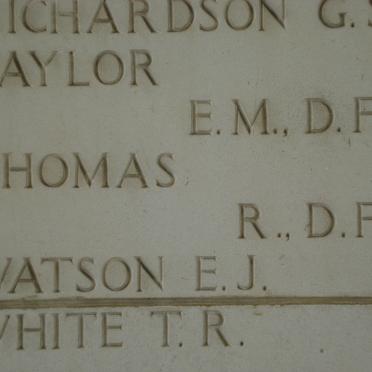 ICHARDSON G.S
AYLOR
E.M., D.F
HOMAS
R., D.F
WATSON E.J.
WHITE T.R.